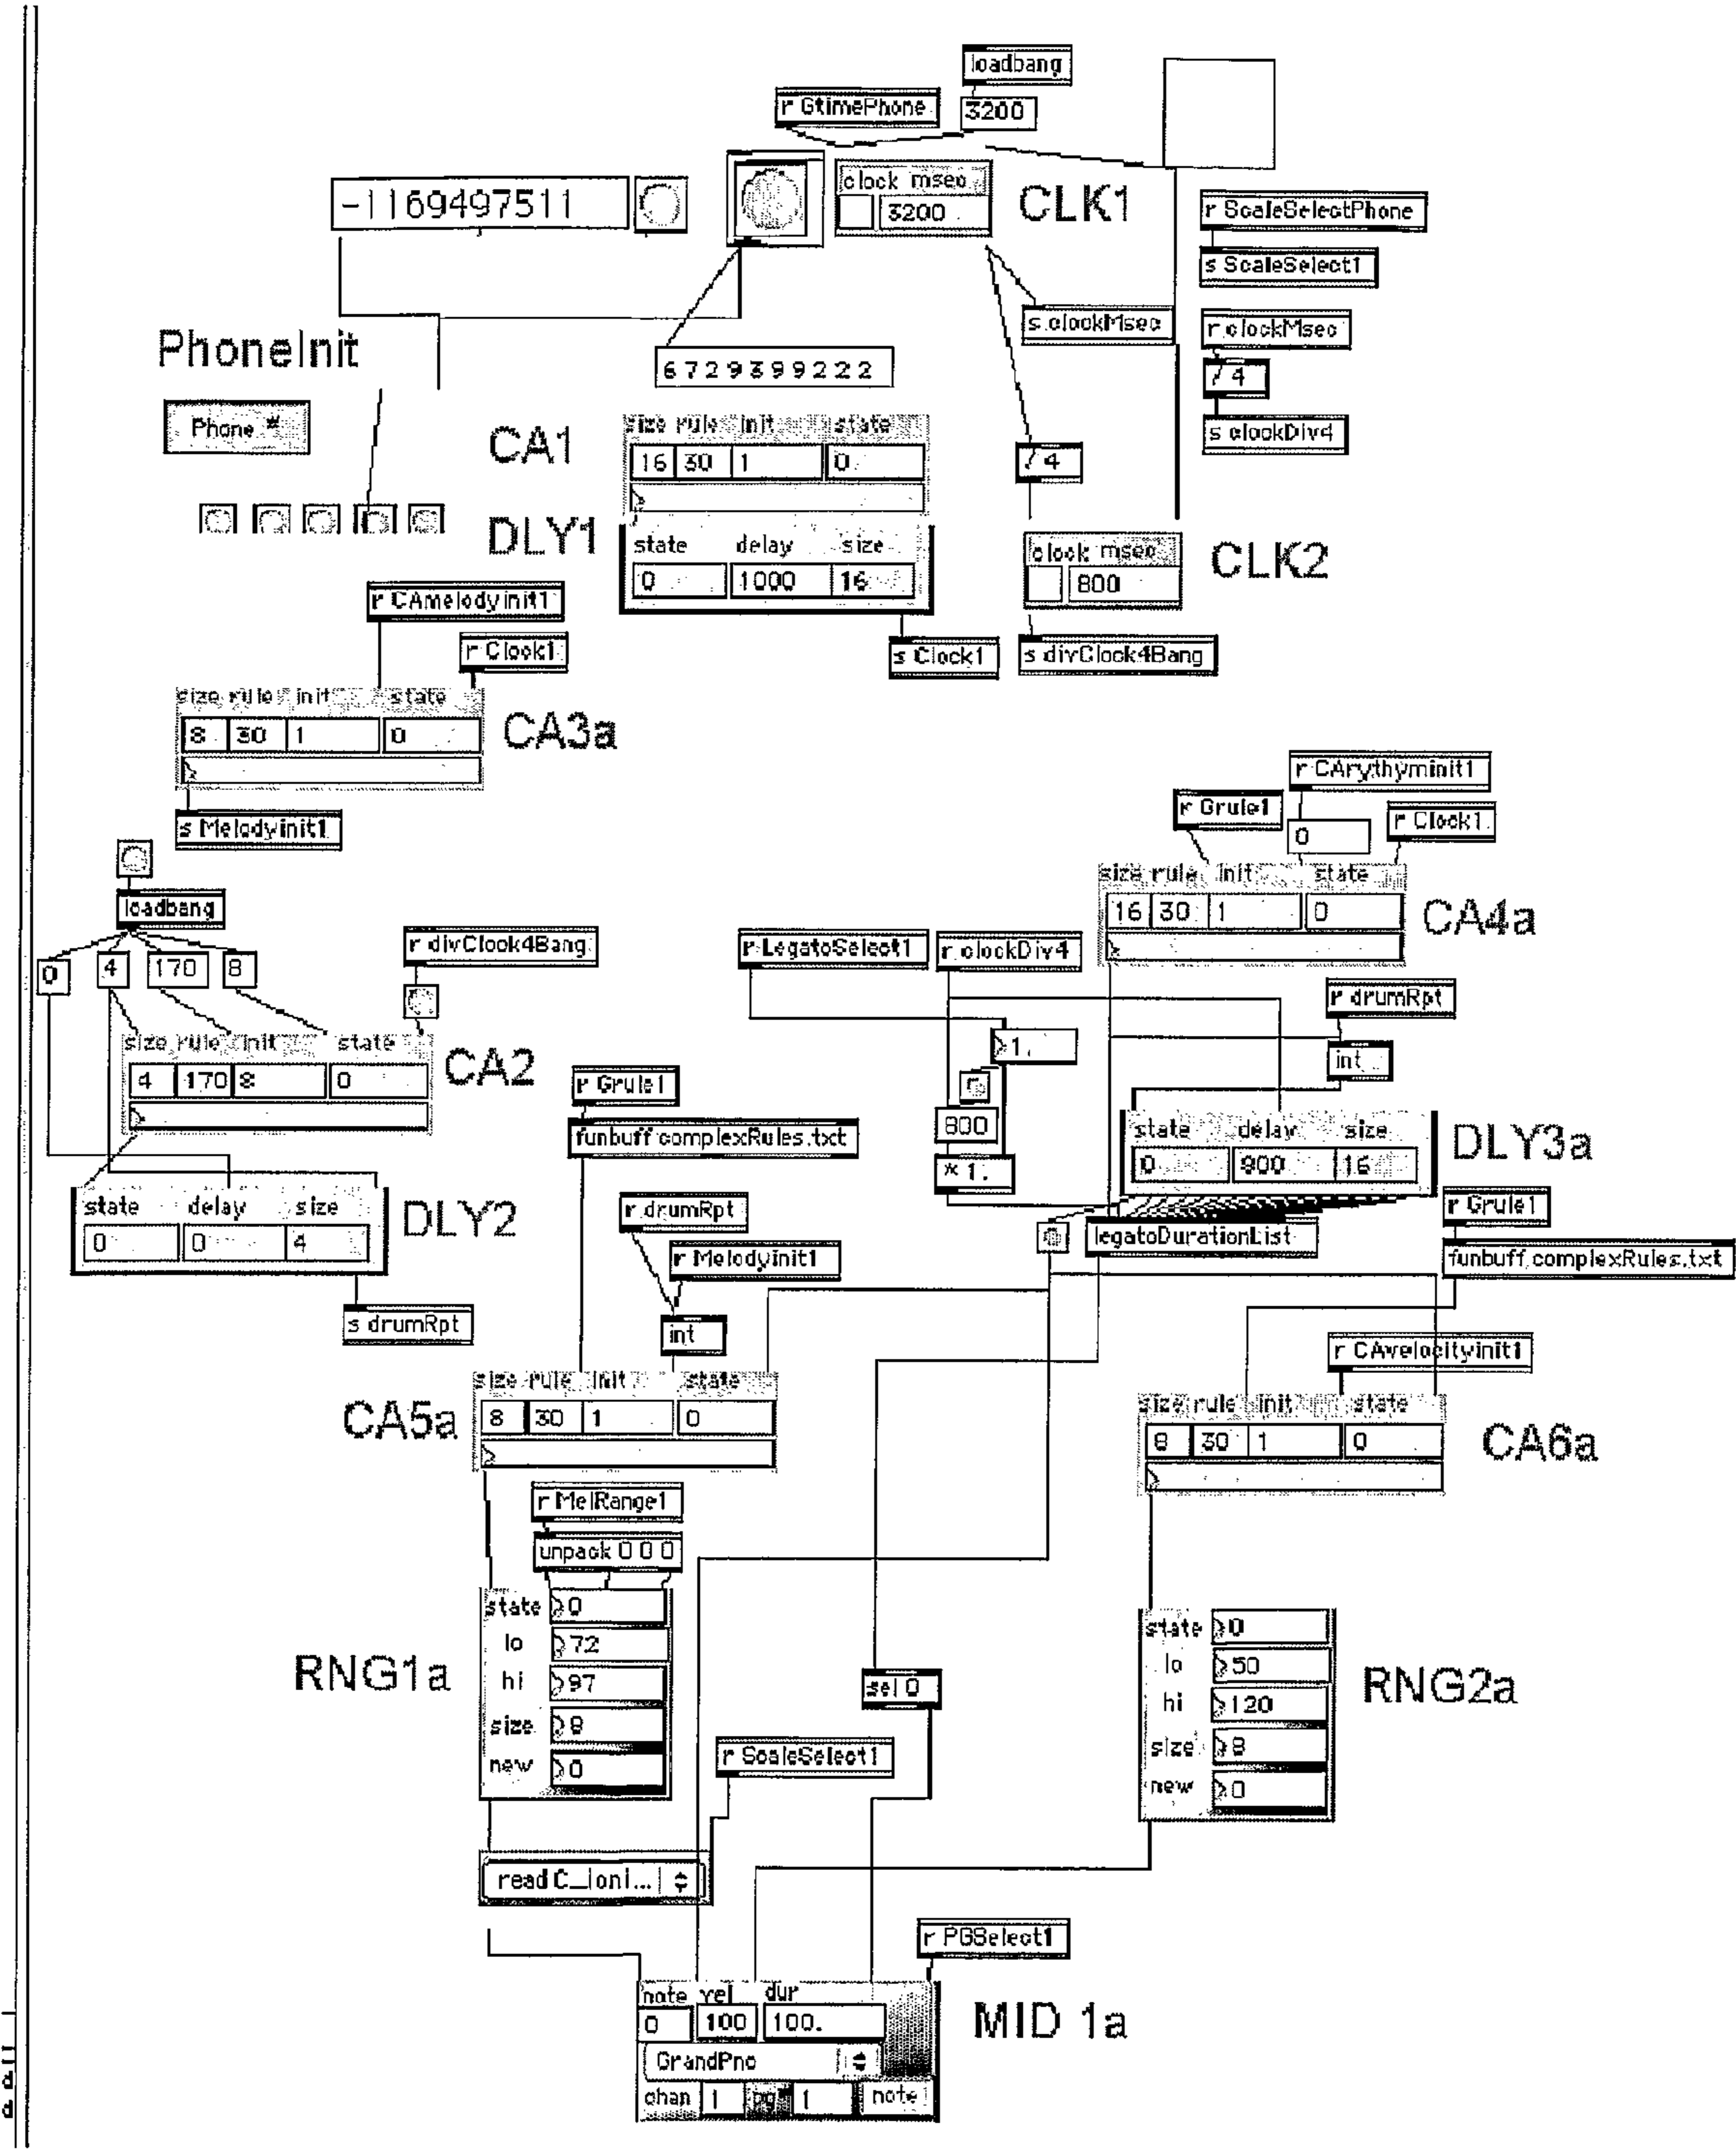 loadbang
r GtimePhone
3200
-1169497511
clock msec
3200
CLK1
r ScaleSelectPhone
s ScaleSelect1
s clockMsec
r clockMsec
/ 4
s clockDiv4
PhoneInit
Phone #
6729399222
CA1
size rule init state
16 30 1 0
DLY1
state delay size
0 1000 16
/ 4
clock msec
800
CLK2
s Clock1
s divClock4Bang
r CAmelodyinit1
r Clock1
size rule init state
8 30 1 0
CA3a
s Melodyinit1
loadbang
0 4 170 8
r divClock4Bang
size rule init state
4 170 8 0
CA2
state delay size
0 0 4
DLY2
s drumRpt
r CArythyminit1
r Grule1
0
r Clock1
size rule init state
16 30 1 0
CA4a
r LegatoSelect1
r clockDiv4
1.
800
* 1.
r drumRpt
int
state delay size
0 800 16
DLY3a
legatoDurationList
r Grule1
funbuff complexRules.txt
r Grule1
funbuff complexRules.txt
r drumRpt
r Melodyinit1
int
size rule init state
8 30 1 0
CA5a
r CAvelocityinit1
size rule init state
8 30 1 0
CA6a
r MelRange1
unpack 0 0 0
state 0
lo 72
hi 97
size 8
new 0
RNG1a
sel 0
r ScaleSelect1
state 0
lo 50
hi 120
size 8
new 0
RNG2a
read C_ioni...
r PGSelect1
note vel dur
0 100 100.
GrandPno
chan 1 pg# 1 note
MID 1a